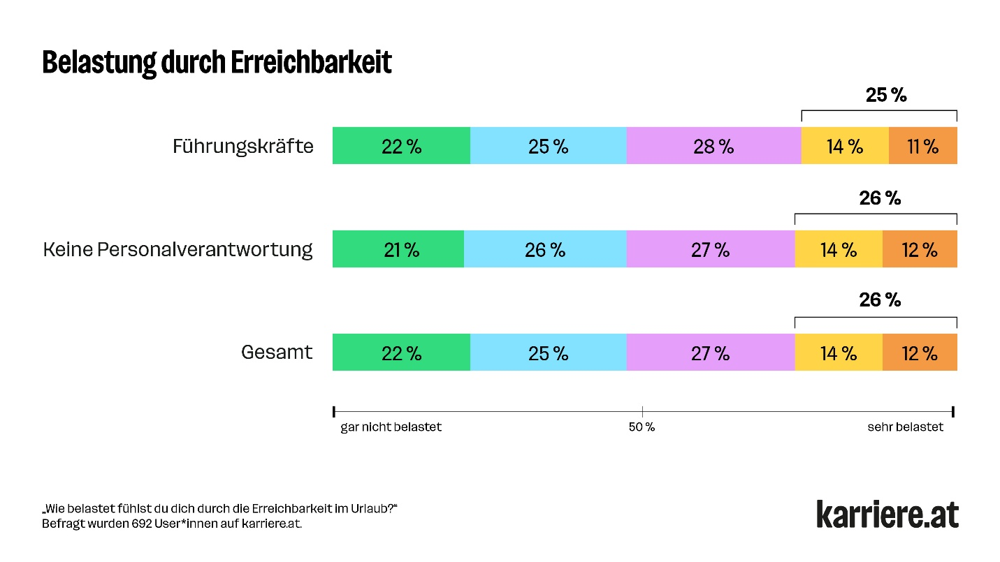 Belastung durch Erreichbarkeit
25 %
Führungskräfte 22 % 25 % 28 % 14 % 11 %
26 %
Keine Personalverantwortung 21 % 26 % 27 % 14 % 12 %
26 %
Gesamt 22 % 25 % 27 % 14 % 12 %
gar nicht belastet 50 % sehr belastet
„Wie belastet fühlst du dich durch die Erreichbarkeit im Urlaub?“
Befragt wurden 692 User*innen auf karriere.at.
karriere.at